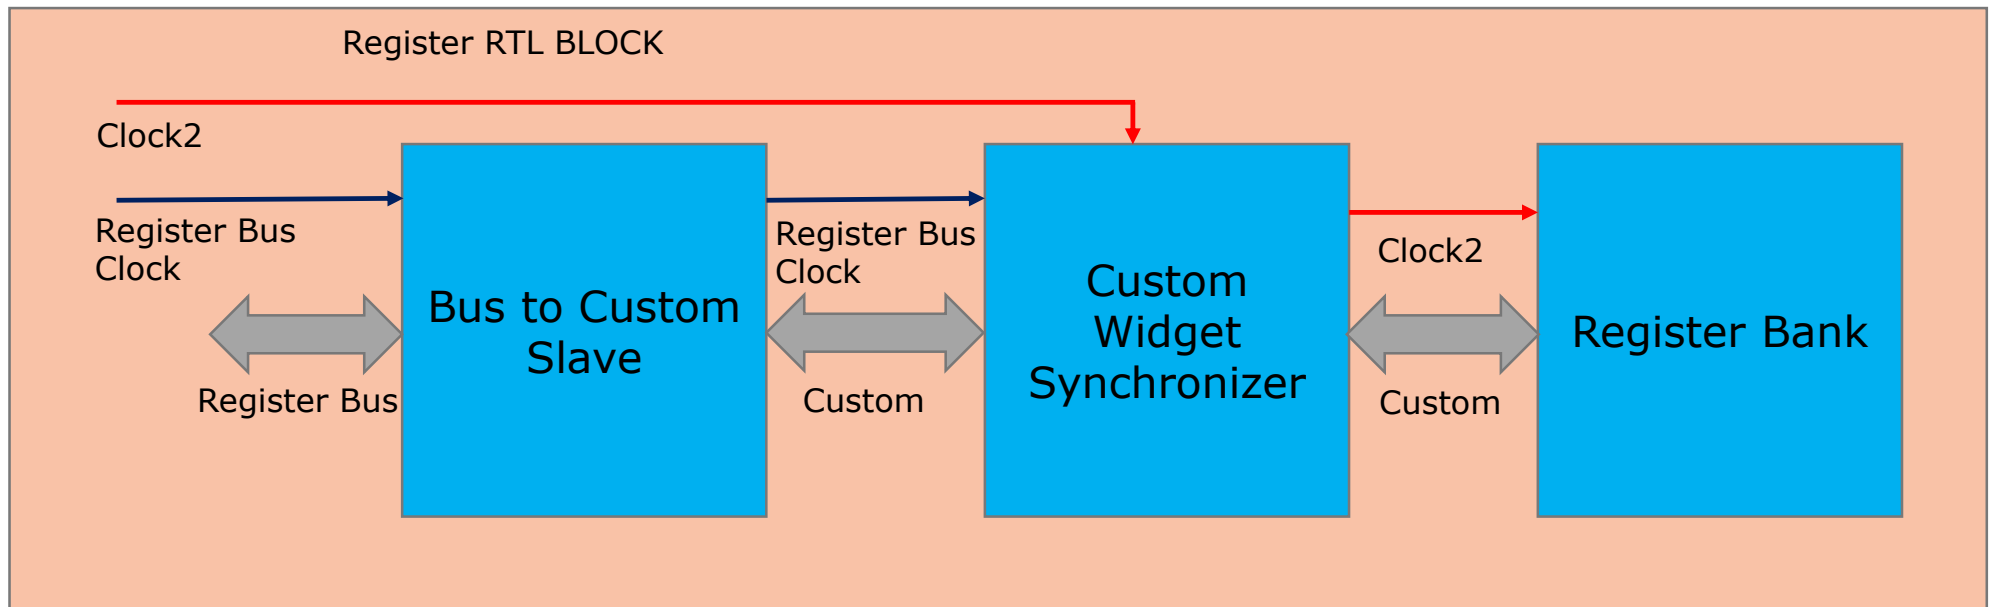 Register RTL BLOCK
Clock2
Register Bus
Clock
Register Bus
Bus to Custom
Slave
Register Bus
Clock
Custom
Custom
Widget
Synchronizer
Clock2
Custom
Register Bank